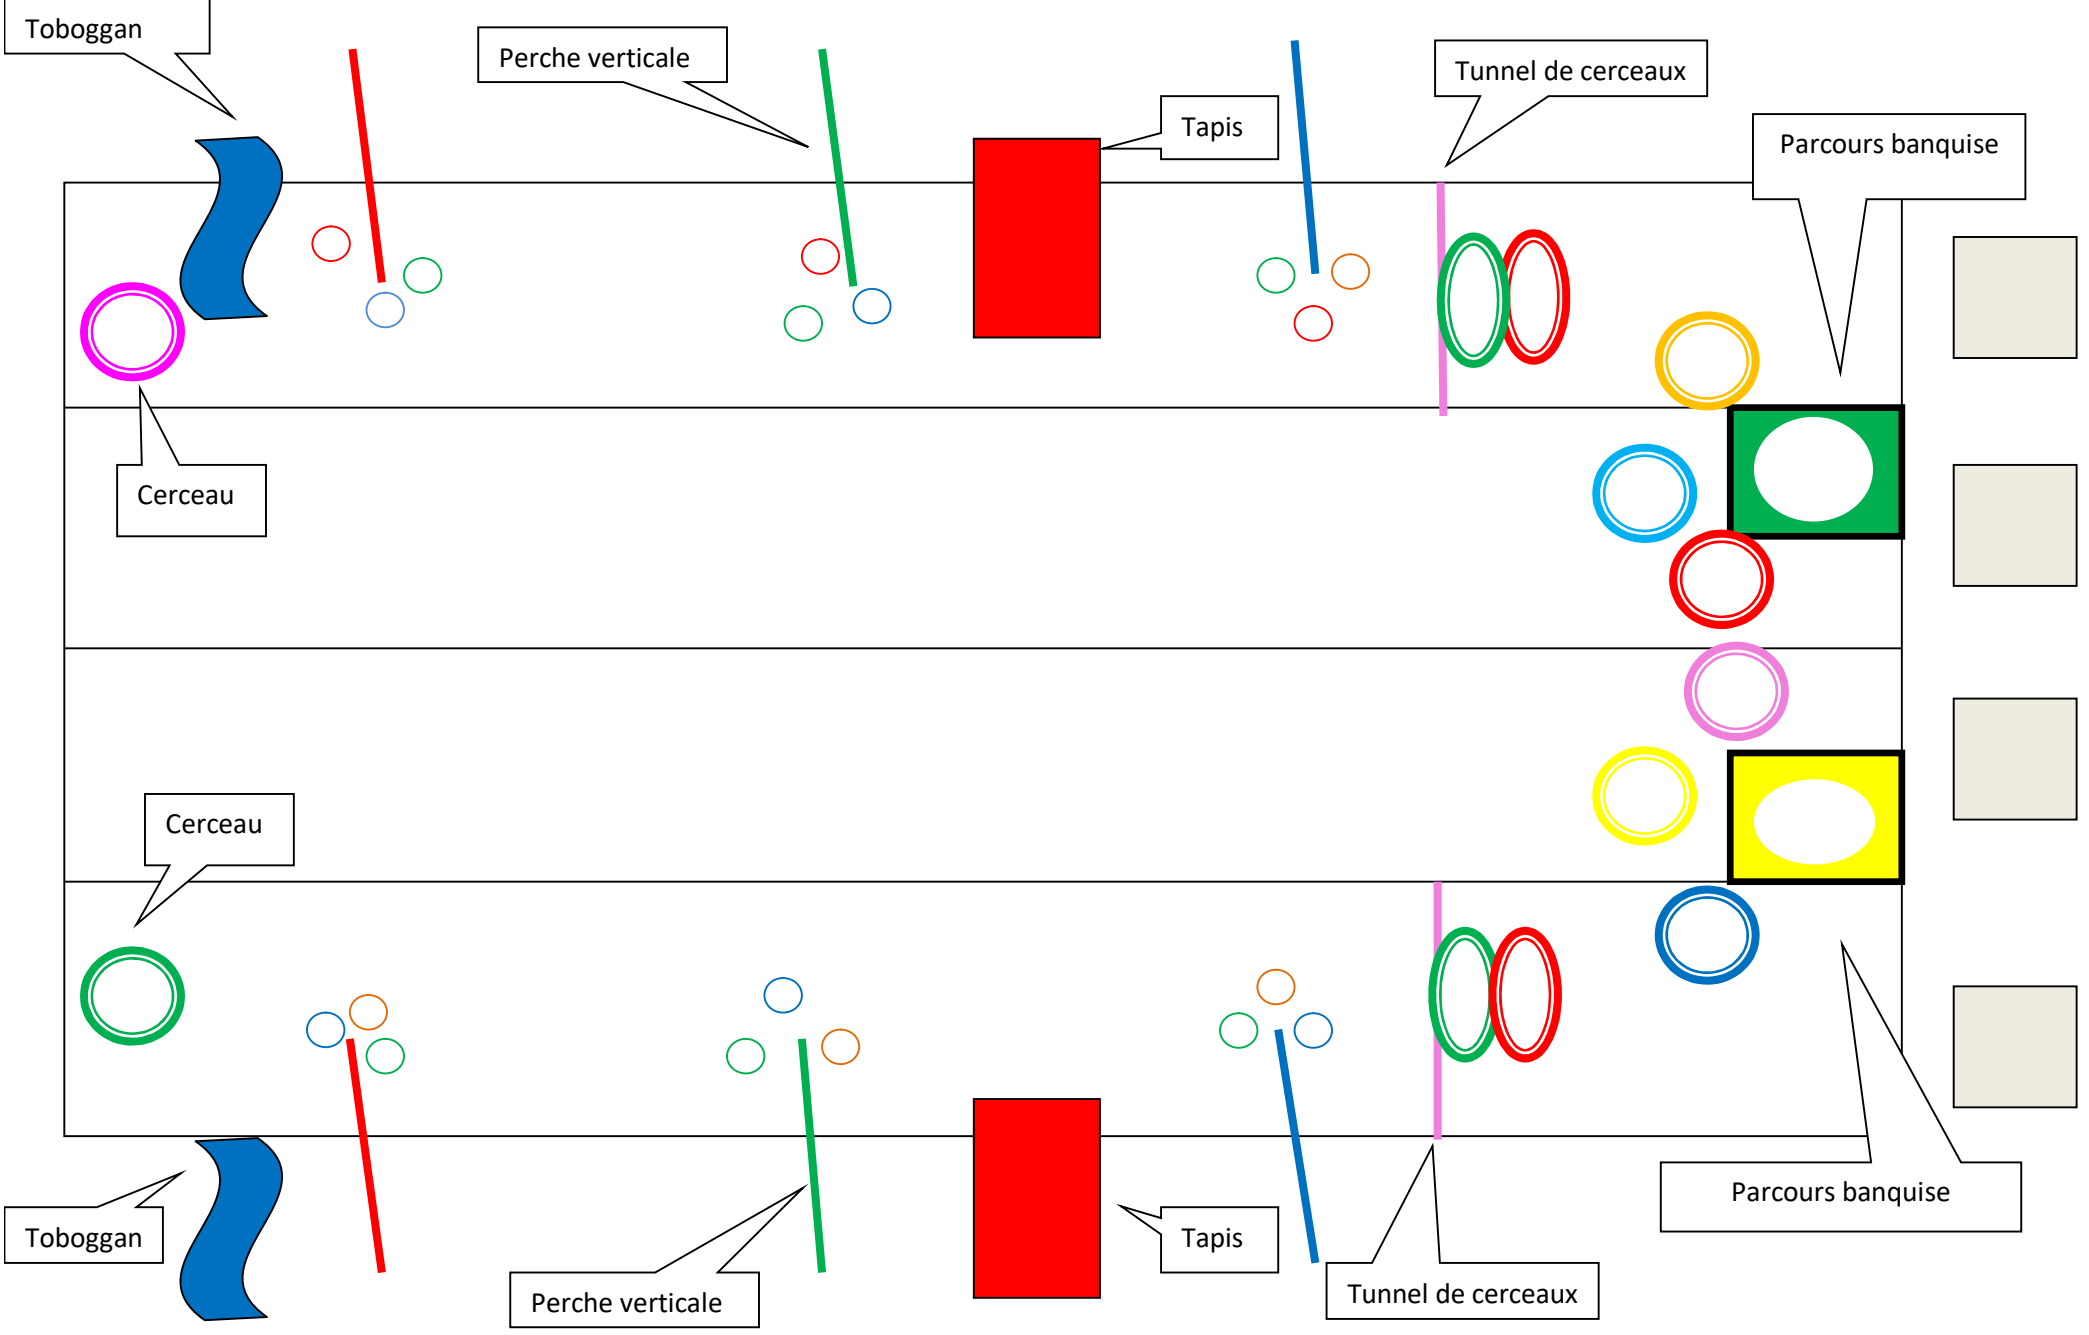 Toboggan
Perche verticale
Tunnel de cerceaux
Tapis
Parcours banquise
Cerceau
Cerceau
Parcours banquise
Toboggan
Tapis
Perche verticale
Tunnel de cerceaux